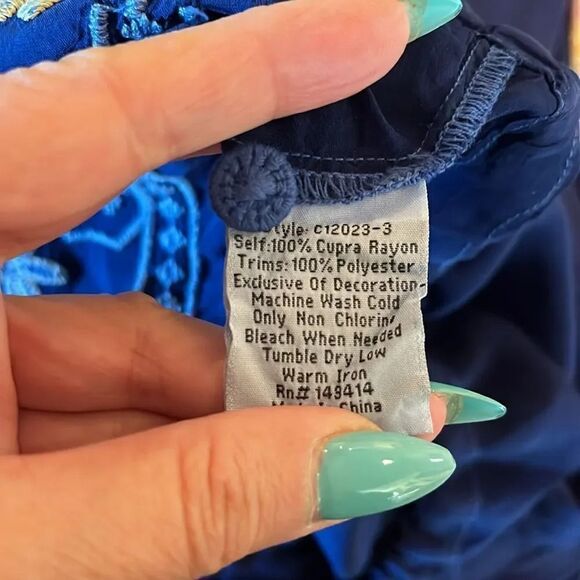 Style: C12023-3
Self:100% Cupra Rayon
Trims:100% Polyester
Exclusive Of Decoration-
Machine Wash Cold
Only Non Chlorin
Bleach When Needed
Tumble Dry Low
Warm Iron
Rn# 149414
Made In China